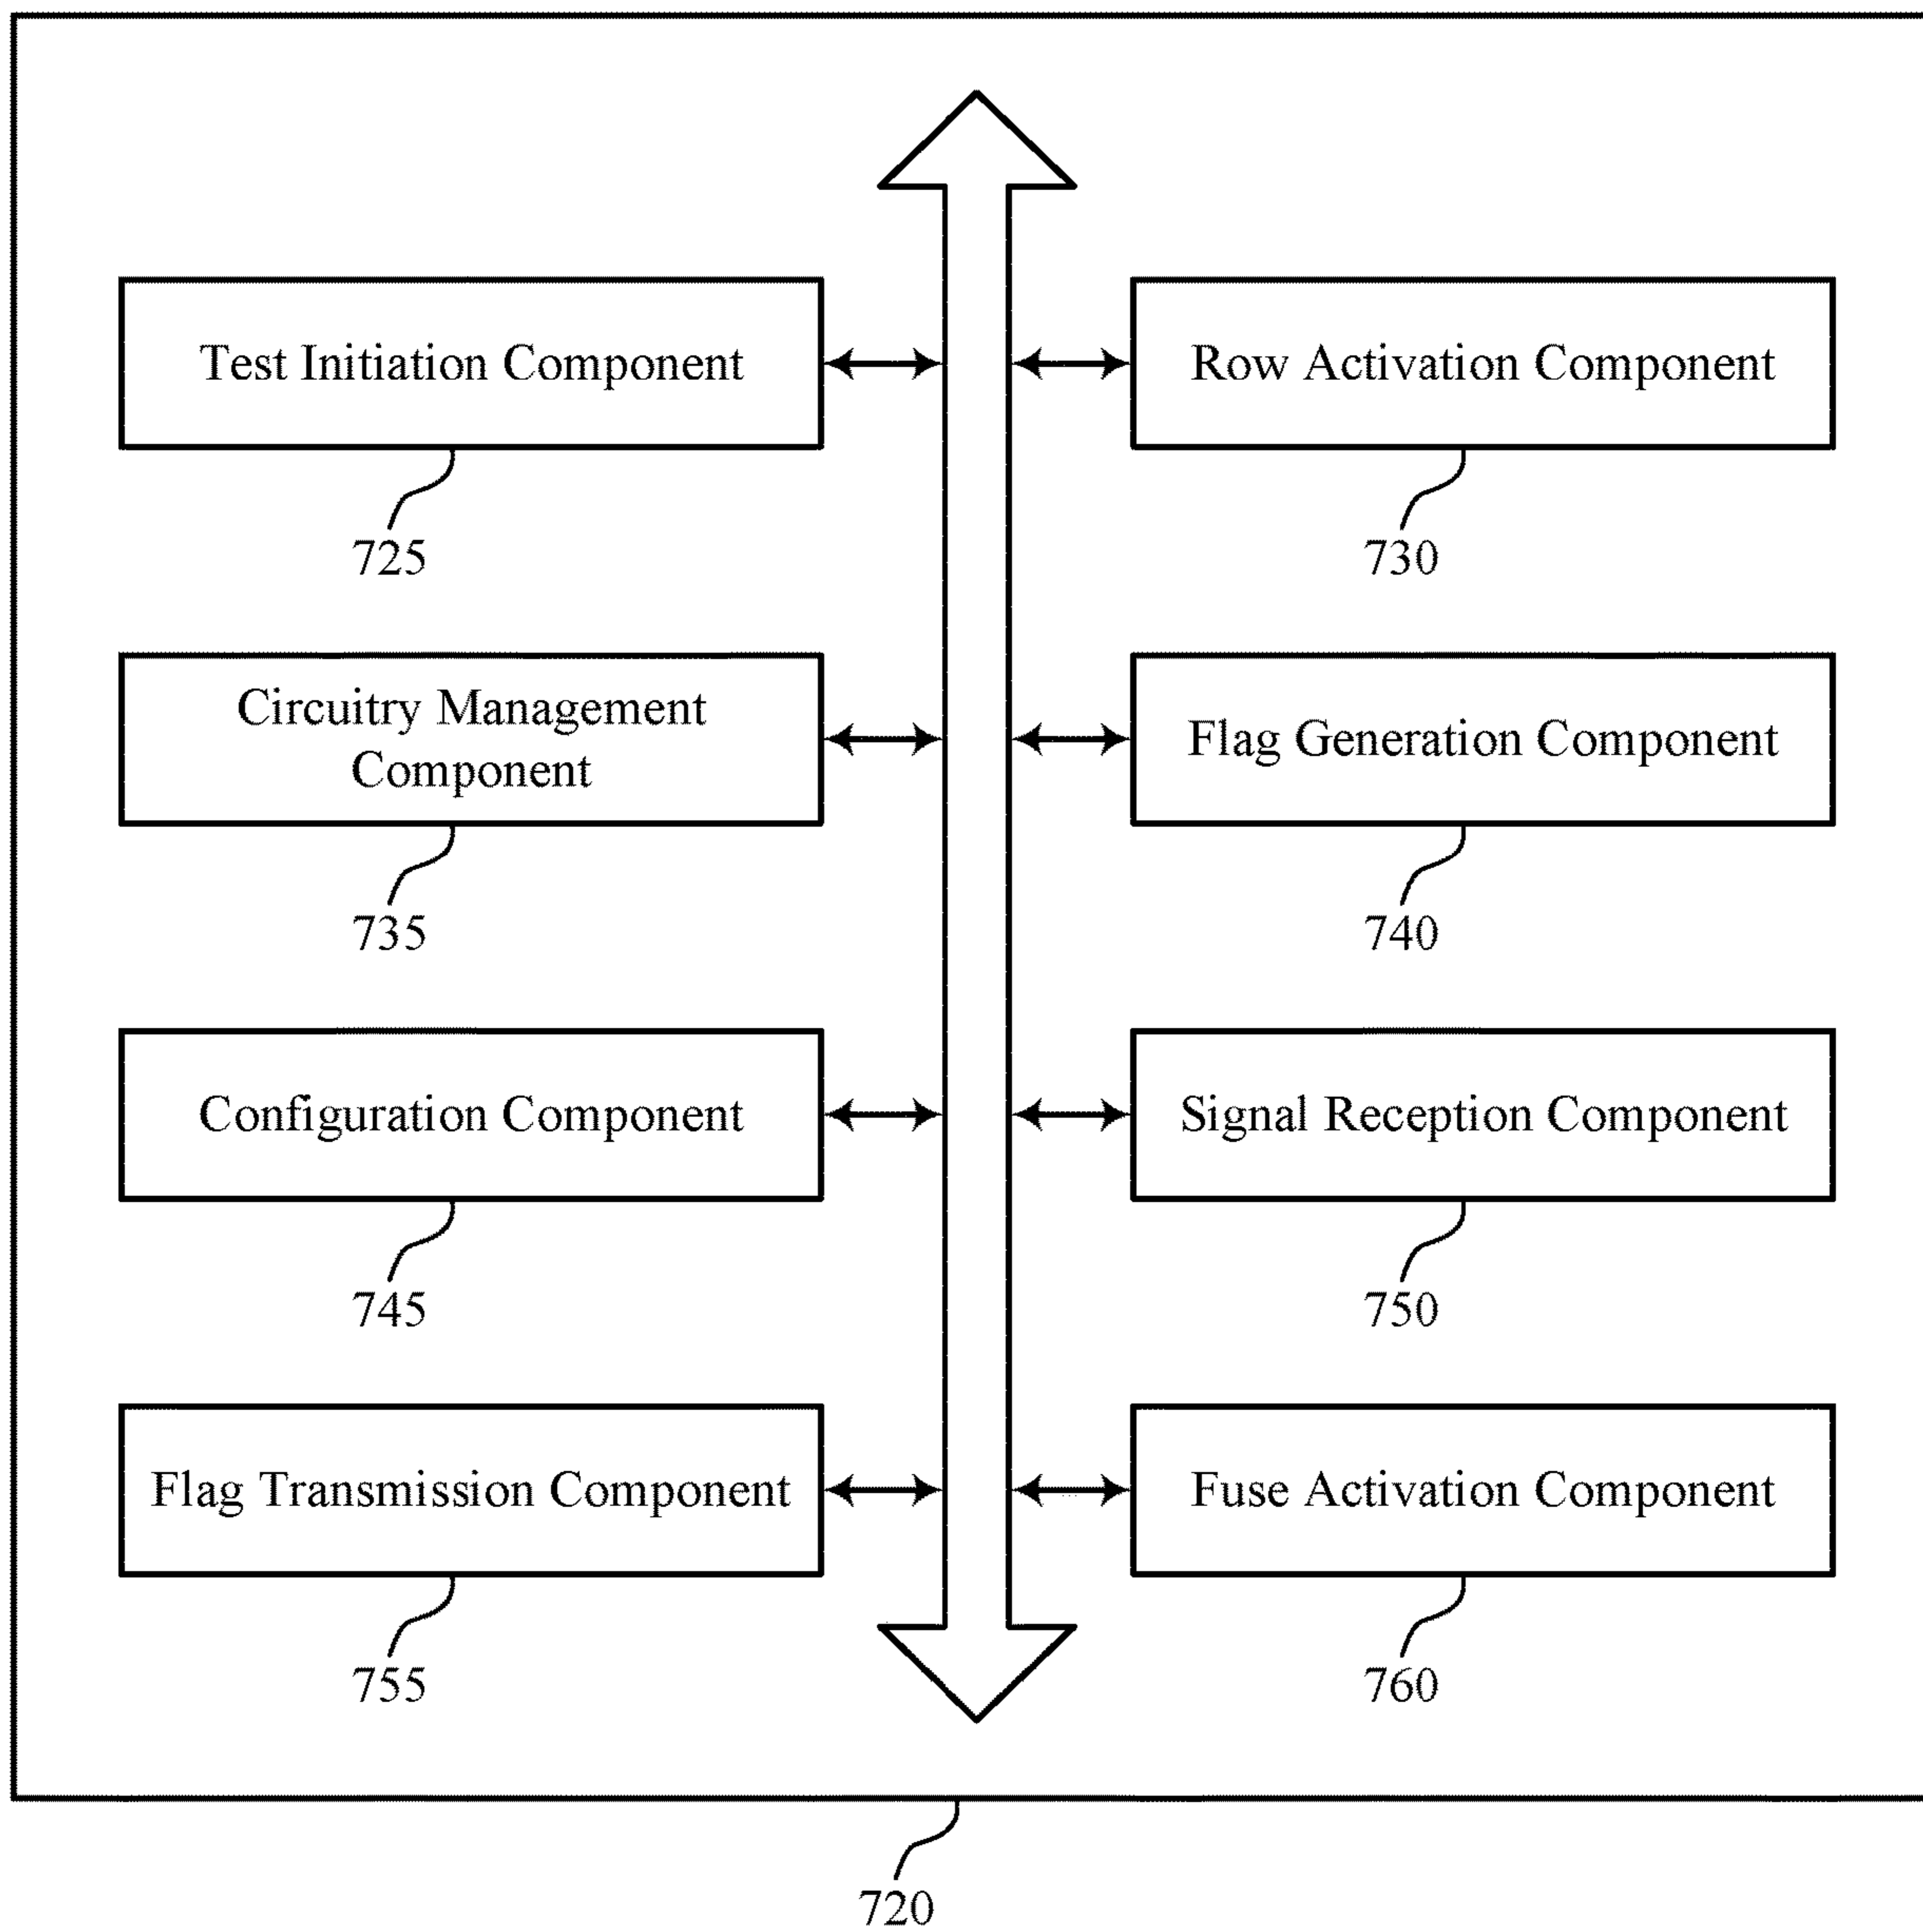 Test Initiation Component
725
Row Activation Component
730
Circuitry Management
Component
735
Flag Generation Component
740
Configuration Component
745
Signal Reception Component
750
Flag Transmission Component
755
Fuse Activation Component
760
720